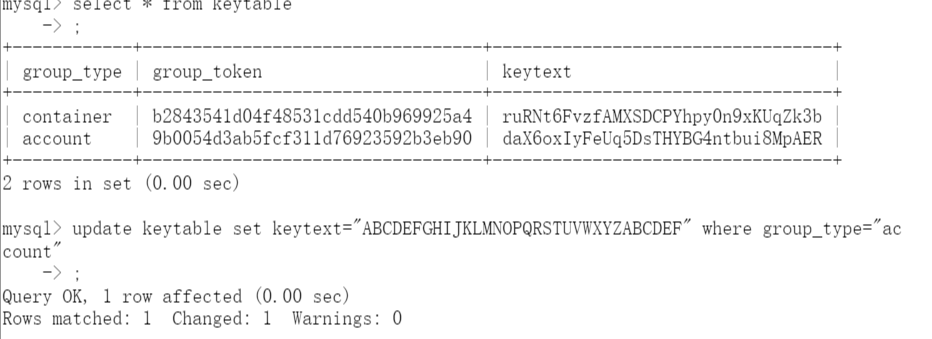 mysql> select * from keytable
-> ;
+------------+----------------------------------+----------------------------------+
| group_type | group_token | keytext |
+------------+----------------------------------+----------------------------------+
| container | b2843541d04f48531cdd540b969925a4 | ruRNt6FvzfAMXSDCPYhpy0n9xKUqZk3b |
| account | 9b0054d3ab5fcf311d76923592b3eb90 | daX6oxIyFeUq5DsTHYBG4ntbui8MpAER |
+------------+----------------------------------+----------------------------------+
2 rows in set (0.00 sec)
mysql> update keytable set keytext="ABCDEFGHIJKLMNOPQRSTUVWXYZABCDEF" where group_type="ac
count"
-> ;
Query OK, 1 row affected (0.00 sec)
Rows matched: 1 Changed: 1 Warnings: 0